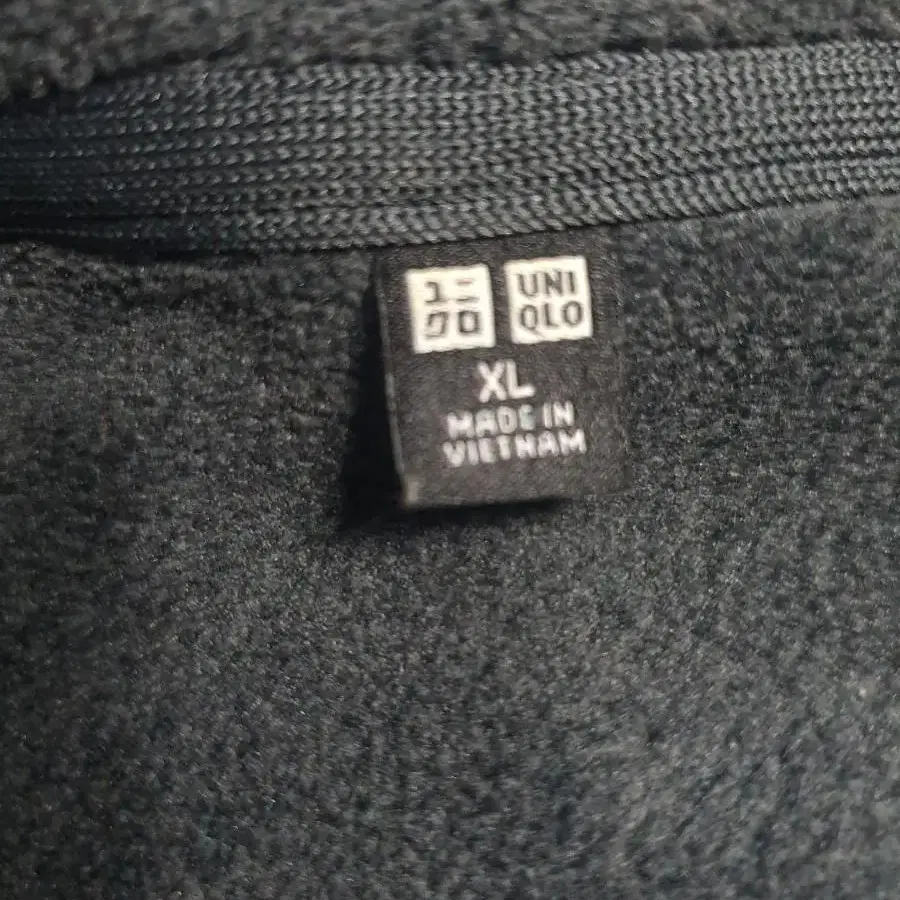 ユニ
クロ
UNI
QLO
XL
MADE IN
VIETNAM